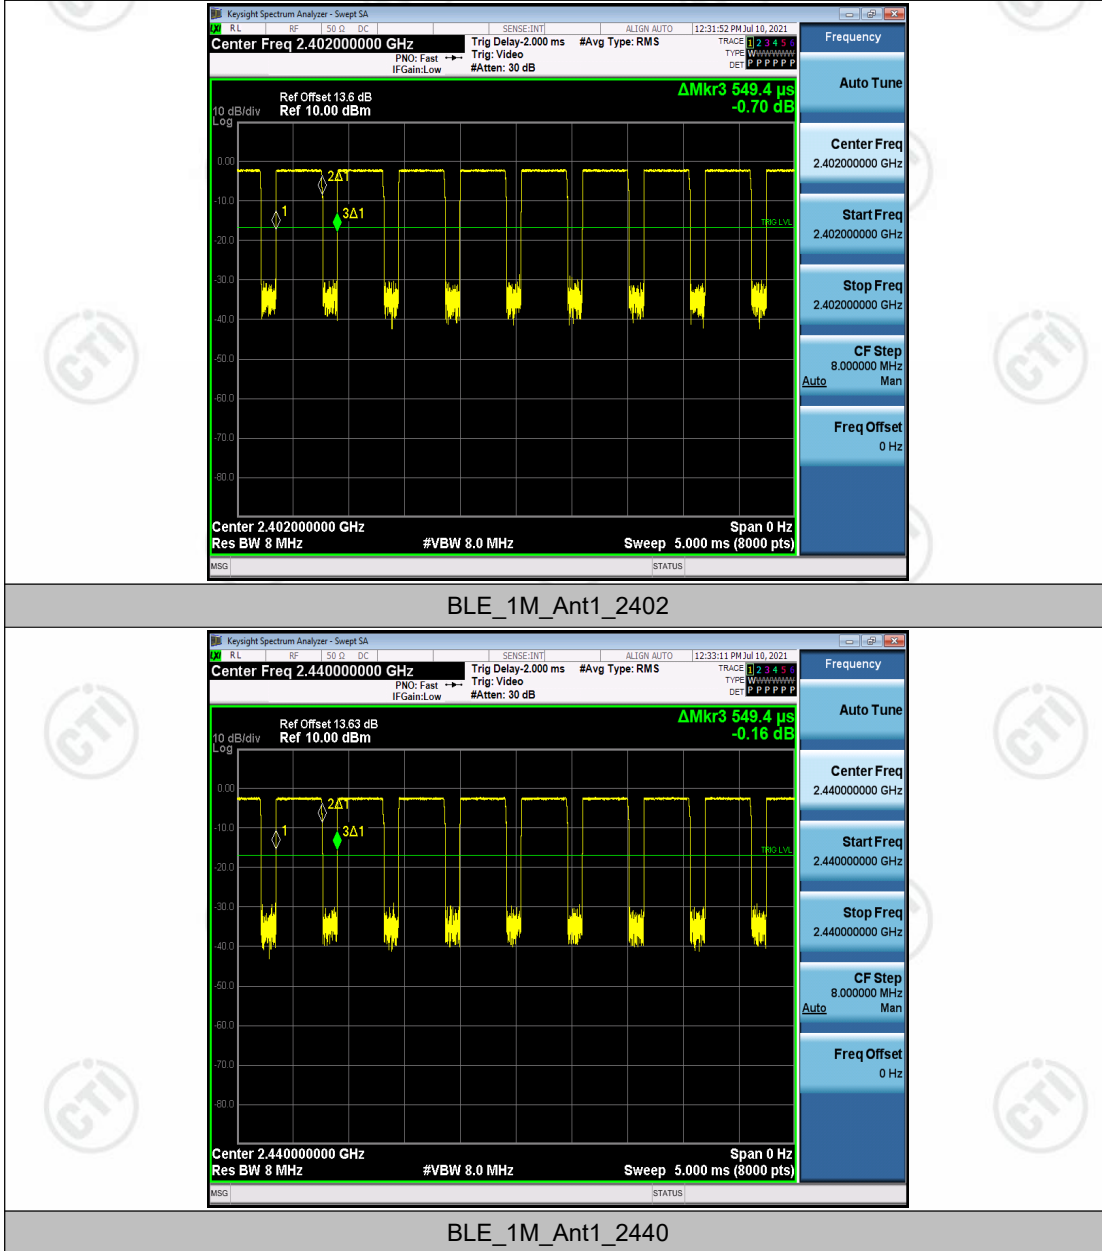 Keysight Spectrum Analyzer - Swept SA
LXI RL RF 50 Ω DC SENSE:INT ALIGN AUTO 12:31:52 PM Jul 10, 2021
Center Freq 2.402000000 GHz Trig Delay-2.000 ms #Avg Type: RMS TRACE 1 2 3 4 5 6
PNO: Fast Trig: Video TYPE WWWWWW
IFGain:Low #Atten: 30 dB DET P P P P P P
Frequency
ΔMkr3 549.4 µs
-0.70 dB
Ref Offset 13.6 dB
10 dB/div Ref 10.00 dBm
Log
0.00
-10.0
-20.0
-30.0
-40.0
-50.0
-60.0
-70.0
-80.0
1
2Δ1
3Δ1
TRIG LVL
Auto Tune
Center Freq
2.402000000 GHz
Start Freq
2.402000000 GHz
Stop Freq
2.402000000 GHz
CF Step
8.000000 MHz
Auto Man
Freq Offset
0 Hz
Center 2.402000000 GHz Span 0 Hz
Res BW 8 MHz #VBW 8.0 MHz Sweep 5.000 ms (8000 pts)
MSG STATUS
BLE_1M_Ant1_2402
Keysight Spectrum Analyzer - Swept SA
LXI RL RF 50 Ω DC SENSE:INT ALIGN AUTO 12:33:11 PM Jul 10, 2021
Center Freq 2.440000000 GHz Trig Delay-2.000 ms #Avg Type: RMS TRACE 1 2 3 4 5 6
PNO: Fast Trig: Video TYPE WWWWWW
IFGain:Low #Atten: 30 dB DET P P P P P P
Frequency
ΔMkr3 549.4 µs
-0.16 dB
Ref Offset 13.63 dB
10 dB/div Ref 10.00 dBm
Log
0.00
-10.0
-20.0
-30.0
-40.0
-50.0
-60.0
-70.0
-80.0
1
2Δ1
3Δ1
TRIG LVL
Auto Tune
Center Freq
2.440000000 GHz
Start Freq
2.440000000 GHz
Stop Freq
2.440000000 GHz
CF Step
8.000000 MHz
Auto Man
Freq Offset
0 Hz
Center 2.440000000 GHz Span 0 Hz
Res BW 8 MHz #VBW 8.0 MHz Sweep 5.000 ms (8000 pts)
MSG STATUS
BLE_1M_Ant1_2440
CTI
CTI
CTI
CTI
CTI
CTI